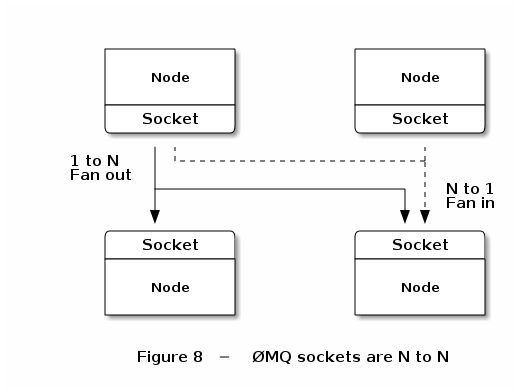 Node
Node
Socket
Socket
1 to N
Fan out
N to 1
Fan in
Socket
Socket
Node
Node
Figure 8 − ØMQ sockets are N to N